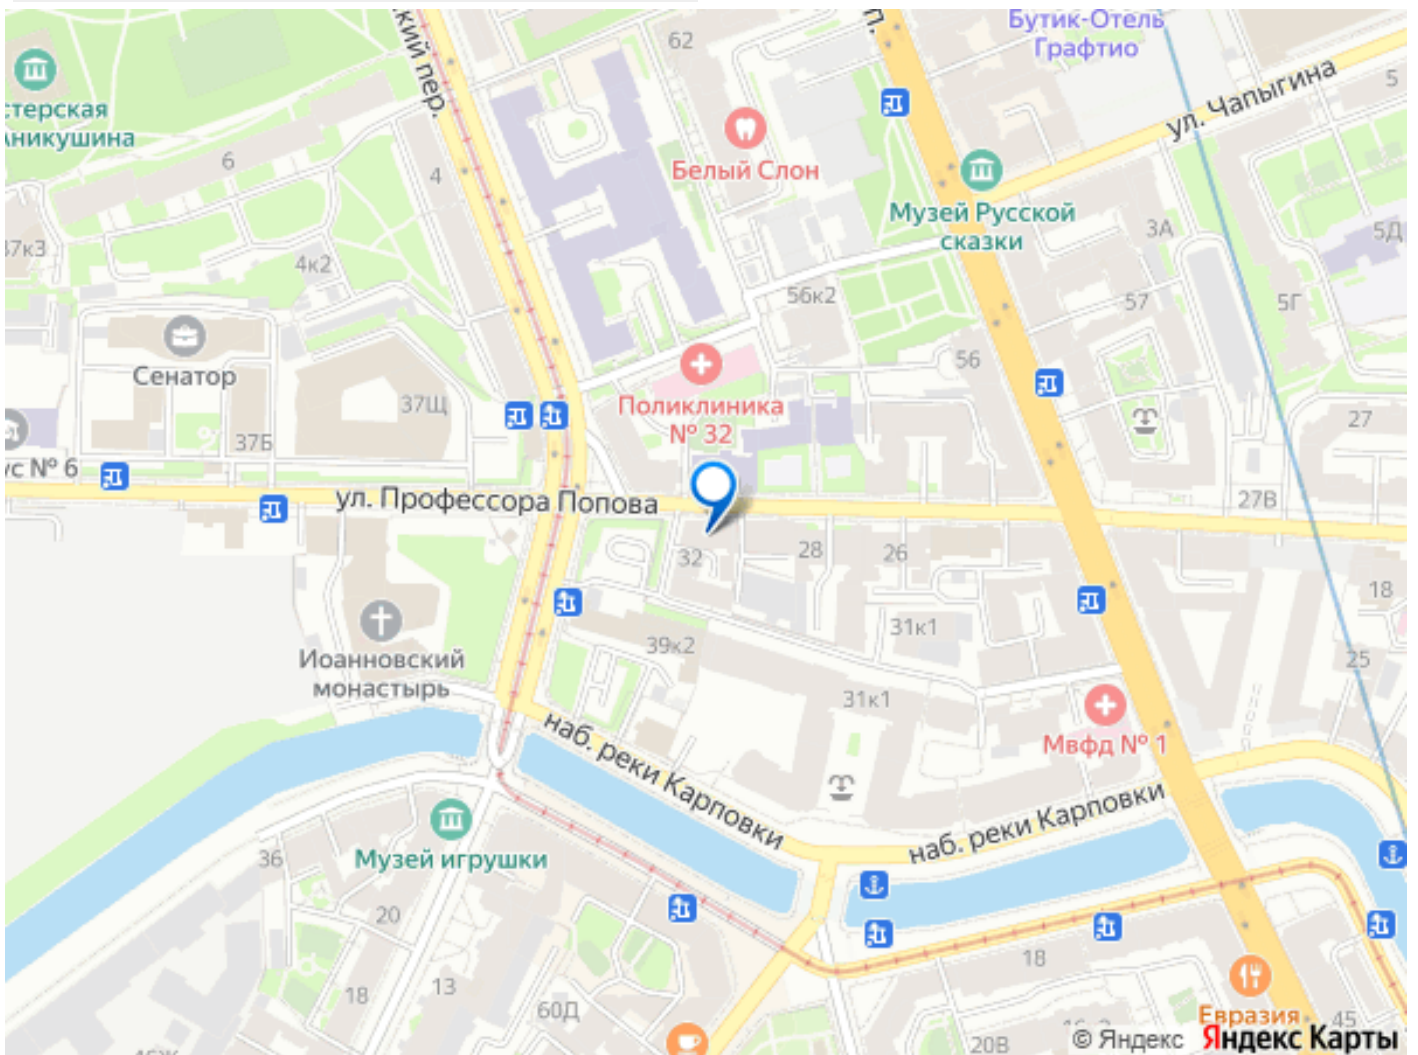 Бутик-Отель
Графтио
62
5
ул. Чапыгина
кий пер.
п.
стерская
Аникушина
6
4
Белый Слон
Музей Русской
сказки
3А
5Д
37к3
4к2
56к2
57
5Г
Сенатор
56
37Щ
Поликлиника
№ 32
27
37Б
ус № 6
ул. Профессора Попова
27В
32
28
26
18
31к1
39к2
Иоанновский
монастырь
25
31к1
наб. реки Карповки
Мвфд № 1
наб. реки Карповки
36
Музей игрушки
20
18
13
60Д
18
Евразия
45
20В
© Яндекс
Яндекс Карты